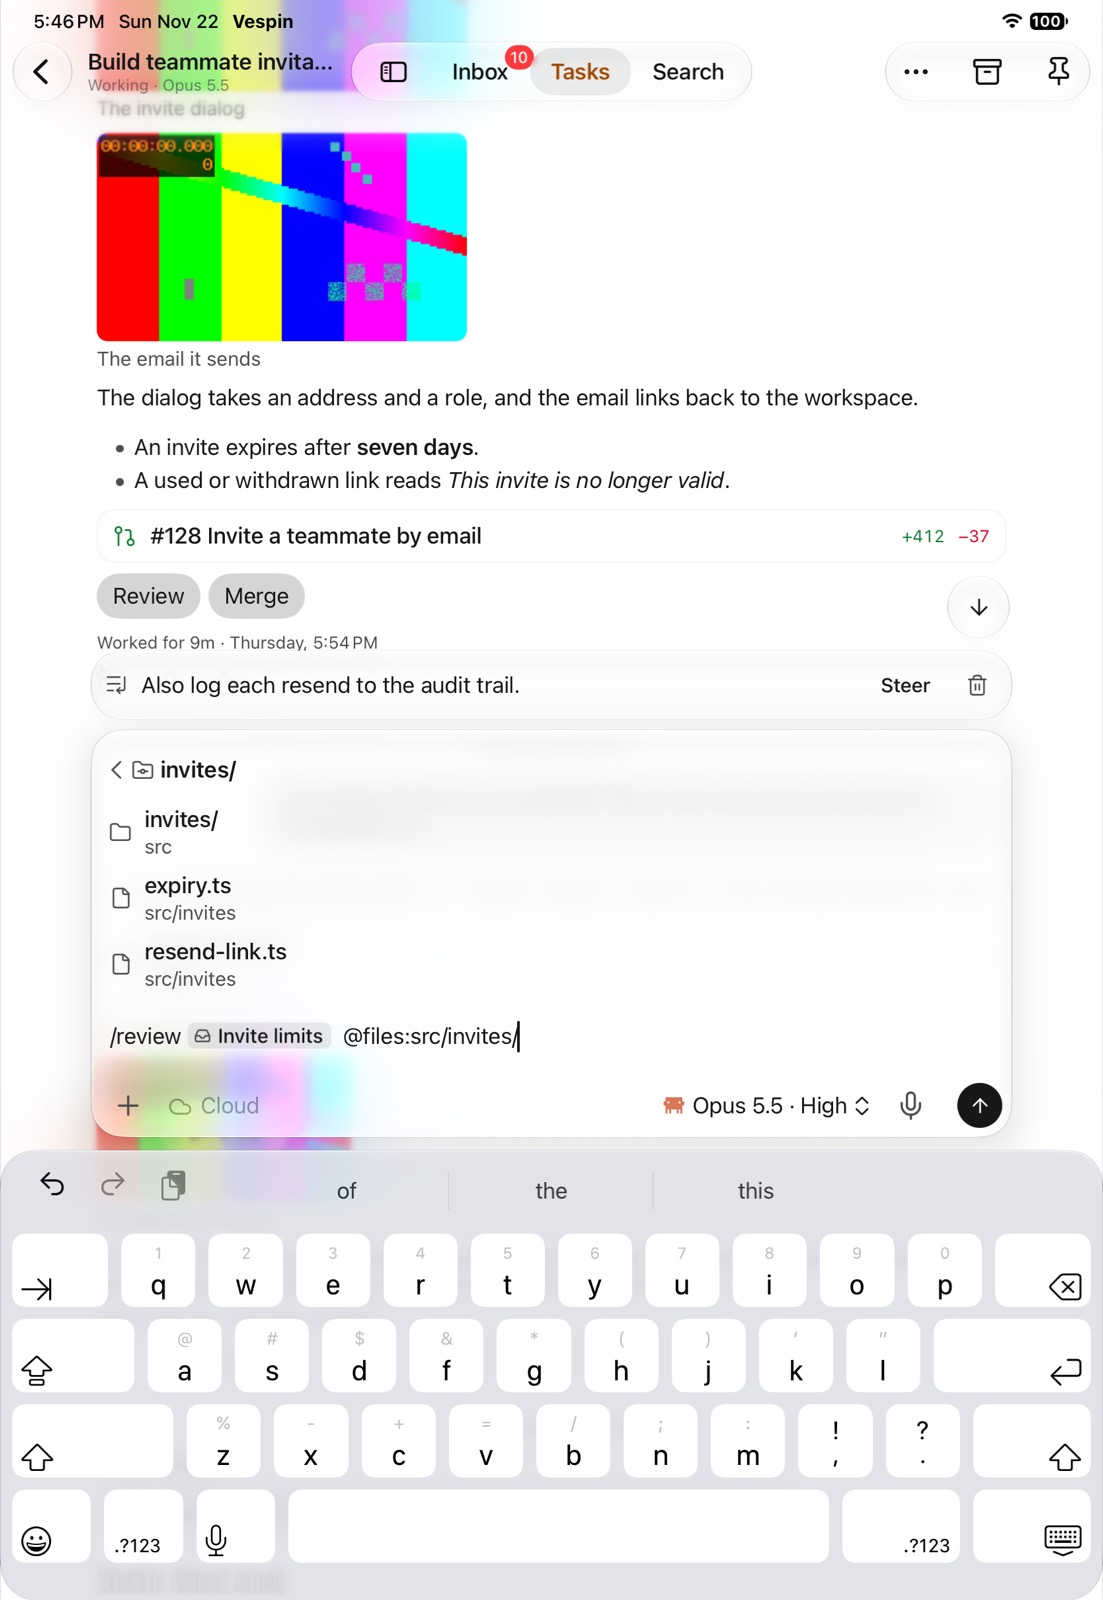 5:46 PM Sun Nov 22 Vespin
100
Build teammate invita...
Working · Opus 5.5
Inbox
10
Tasks
Search
The invite dialog
00:00:00.000
0
The email it sends
The dialog takes an address and a role, and the email links back to the workspace.
• An invite expires after seven days.
• A used or withdrawn link reads This invite is no longer valid.
#128 Invite a teammate by email
+412 −37
Review
Merge
Worked for 9m · Thursday, 5:54 PM
Also log each resend to the audit trail.
Steer
invites/
invites/
src
expiry.ts
src/invites
resend-link.ts
src/invites
/review Invite limits @files:src/invites/
Cloud
Opus 5.5 · High
of the this
1 2 3 4 5 6 7 8 9 0
q w e r t y u i o p
@ # $ & * ( ) ' "
a s d f g h j k l
% - + = / ; : ! ?
z x c v b n m , .
.?123
.?123